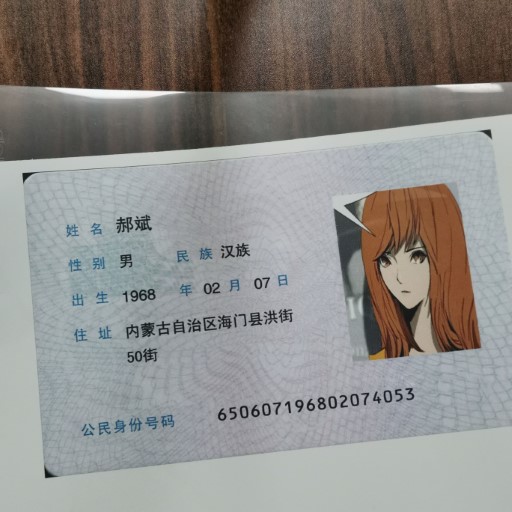 姓名 郝斌
性别 男 民族 汉族
出生 1968 年 02 月 07 日
住址 内蒙古自治区海门县洪街
50街
公民身份号码 650607196802074053